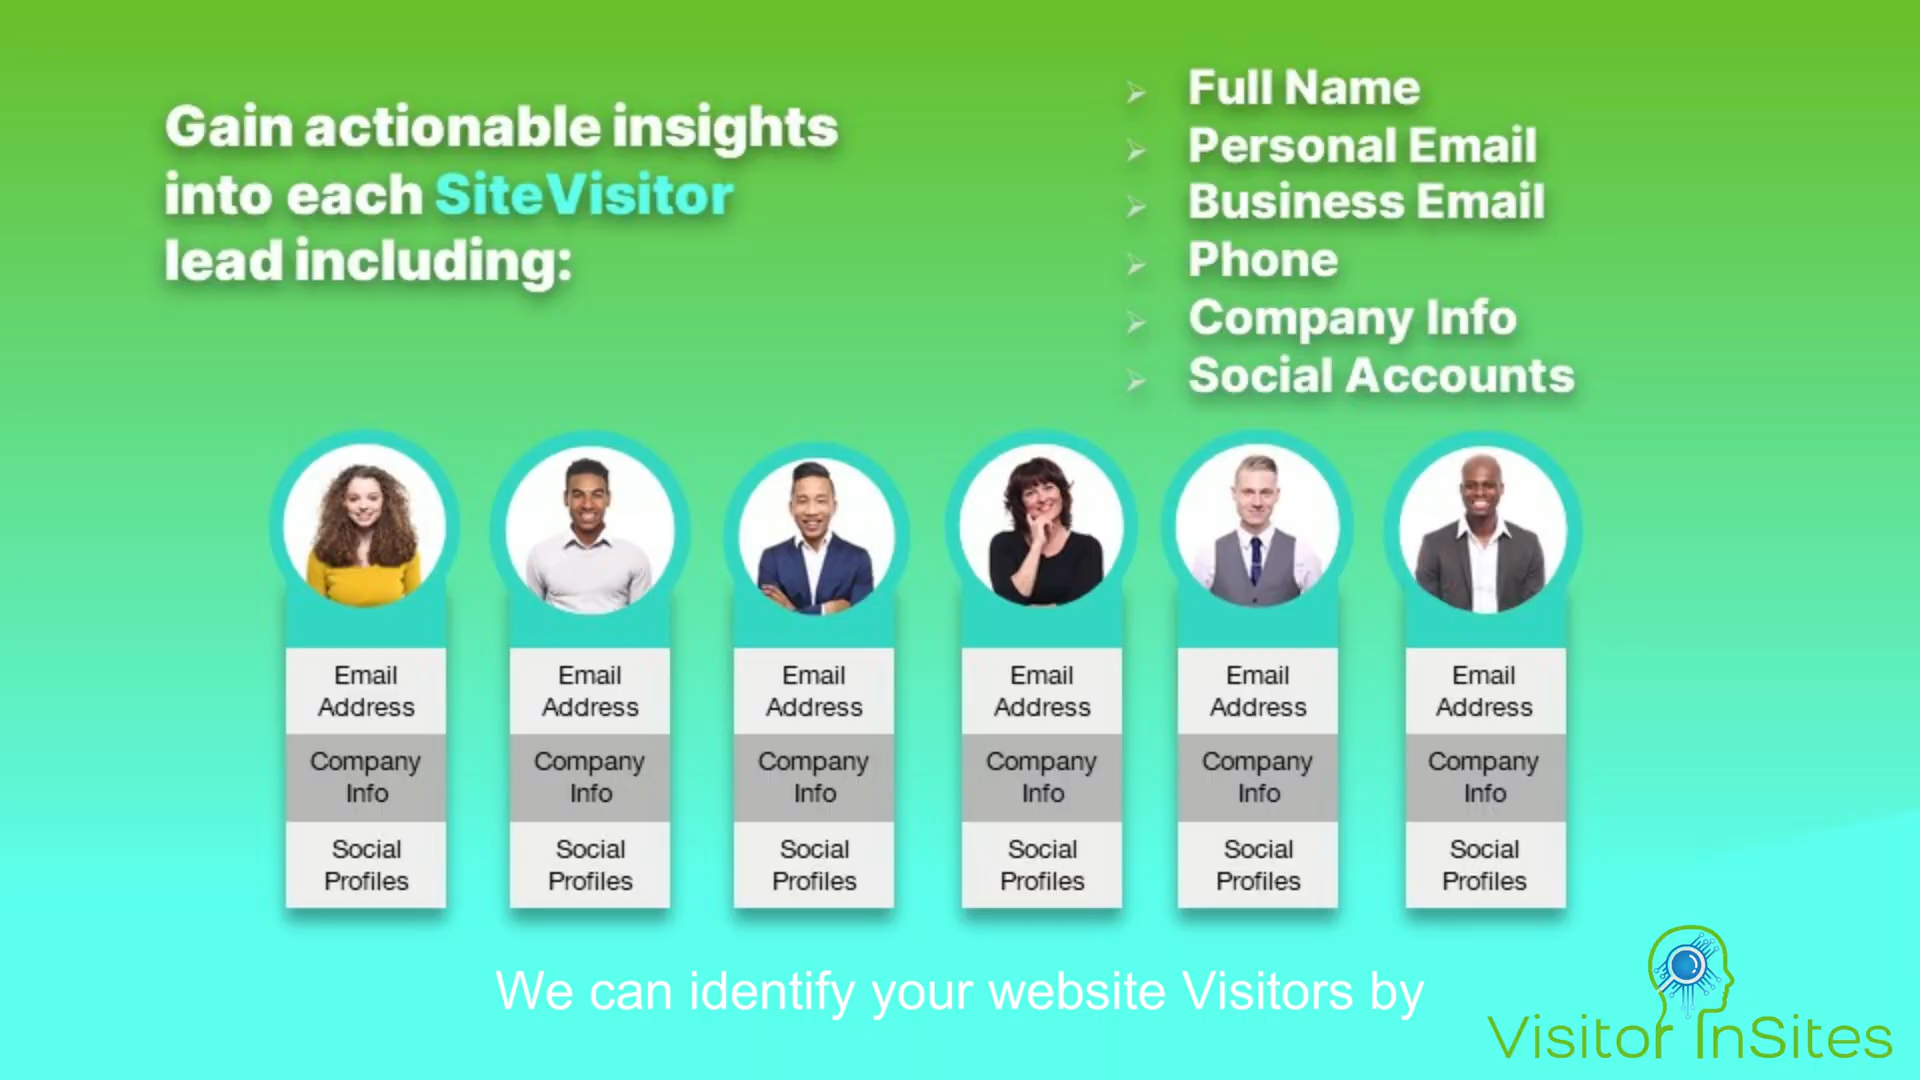 Gain actionable insights
into each SiteVisitor
lead including:
Full Name
Personal Email
Business Email
Phone
Company Info
Social Accounts
Email
Address
Company
Info
Social
Profiles
Email
Address
Company
Info
Social
Profiles
Email
Address
Company
Info
Social
Profiles
Email
Address
Company
Info
Social
Profiles
Email
Address
Company
Info
Social
Profiles
Email
Address
Company
Info
Social
Profiles
We can identify your website Visitors by
Visitor InSites